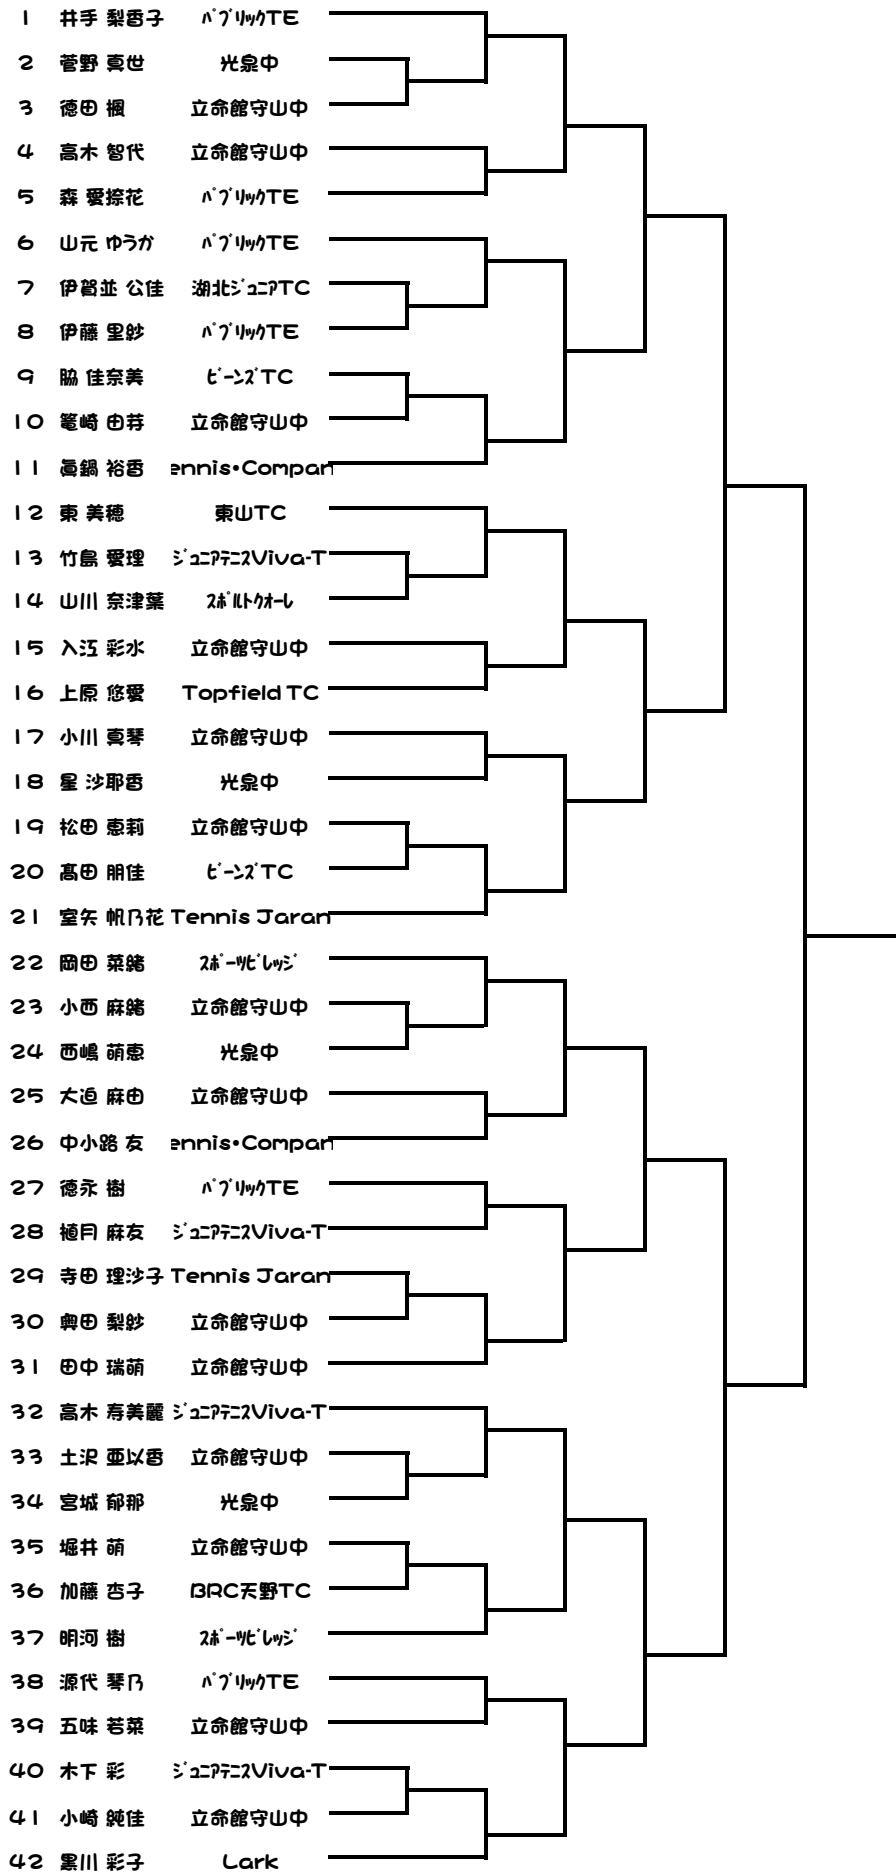 1 井手 梨香子 パブリックTE
2 菅野 真世 光泉中
3 徳田 楓 立命館守山中
4 高木 智代 立命館守山中
5 森 愛捺花 パブリックTE
6 山元 ゆうか パブリックTE
7 伊賀並 公佳 湖北ジュニアTC
8 伊藤 里紗 パブリックTE
9 脇 佳奈美 ビーンズTC
10 篭崎 由芽 立命館守山中
11 眞鍋 裕香 ennis・Compan
12 東 美穂 東山TC
13 竹島 愛理 ジュニアテニスViva-T
14 山川 奈津葉 スポルトクオーレ
15 入江 彩水 立命館守山中
16 上原 悠愛 Topfield TC
17 小川 真琴 立命館守山中
18 星 沙耶香 光泉中
19 松田 恵莉 立命館守山中
20 髙田 朋佳 ビーンズTC
21 室矢 帆乃花 Tennis Jaran
22 岡田 菜緒 スポーツビレッジ
23 小西 麻緒 立命館守山中
24 西嶋 萌恵 光泉中
25 大迫 麻由 立命館守山中
26 中小路 友 ennis・Compan
27 徳永 樹 パブリックTE
28 植月 麻友 ジュニアテニスViva-T
29 寺田 理沙子 Tennis Jaran
30 奥田 梨紗 立命館守山中
31 田中 瑞萌 立命館守山中
32 高木 寿美麗 ジュニアテニスViva-T
33 土沢 亜以香 立命館守山中
34 宮城 郁那 光泉中
35 堀井 萌 立命館守山中
36 加藤 杏子 BRC天野TC
37 明河 樹 スポーツビレッジ
38 源代 琴乃 パブリックTE
39 五味 若菜 立命館守山中
40 木下 彩 ジュニアテニスViva-T
41 小崎 純佳 立命館守山中
42 黒川 彩子 Lark